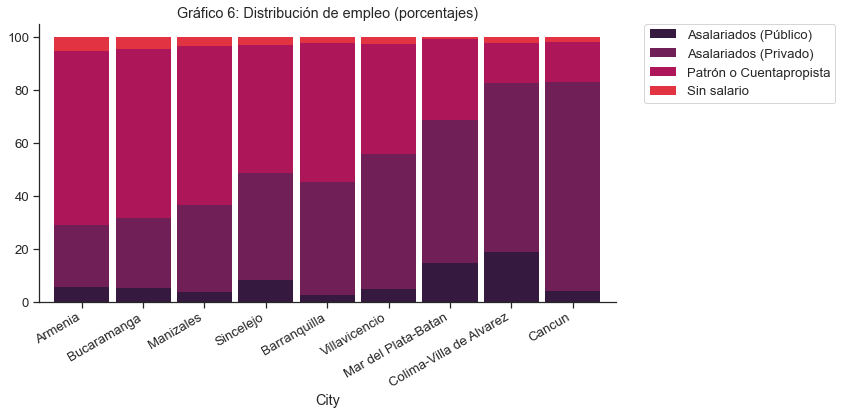 Gráfico 6: Distribución de empleo (porcentajes)
Asalariados (Público)
Asalariados (Privado)
Patrón o Cuentapropista
Sin salario
100
80
60
40
20
0
Armenia
Bucaramanga
Manizales
Sincelejo
Barranquilla
Villavicencio
Mar del Plata-Batan
Colima-Villa de Alvarez
Cancun
City